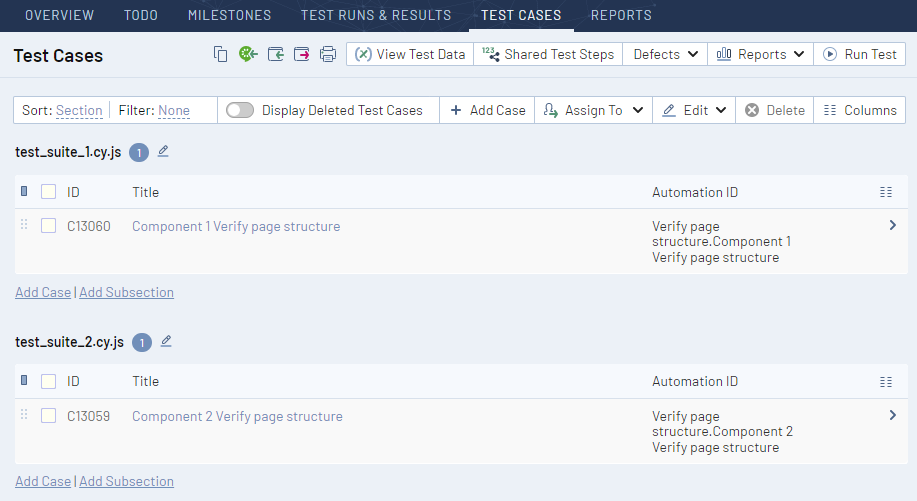 OVERVIEW TODO MILESTONES TEST RUNS & RESULTS TEST CASES REPORTS
Test Cases View Test Data 123 Shared Test Steps Defects Reports Run Test
Sort: Section Filter: None Display Deleted Test Cases + Add Case Assign To Edit Delete Columns
test_suite_1.cy.js 1
ID Title Automation ID
C13060 Component 1 Verify page structure Verify page
structure.Component 1
Verify page structure
Add Case | Add Subsection
test_suite_2.cy.js 1
ID Title Automation ID
C13059 Component 2 Verify page structure Verify page
structure.Component 2
Verify page structure
Add Case | Add Subsection